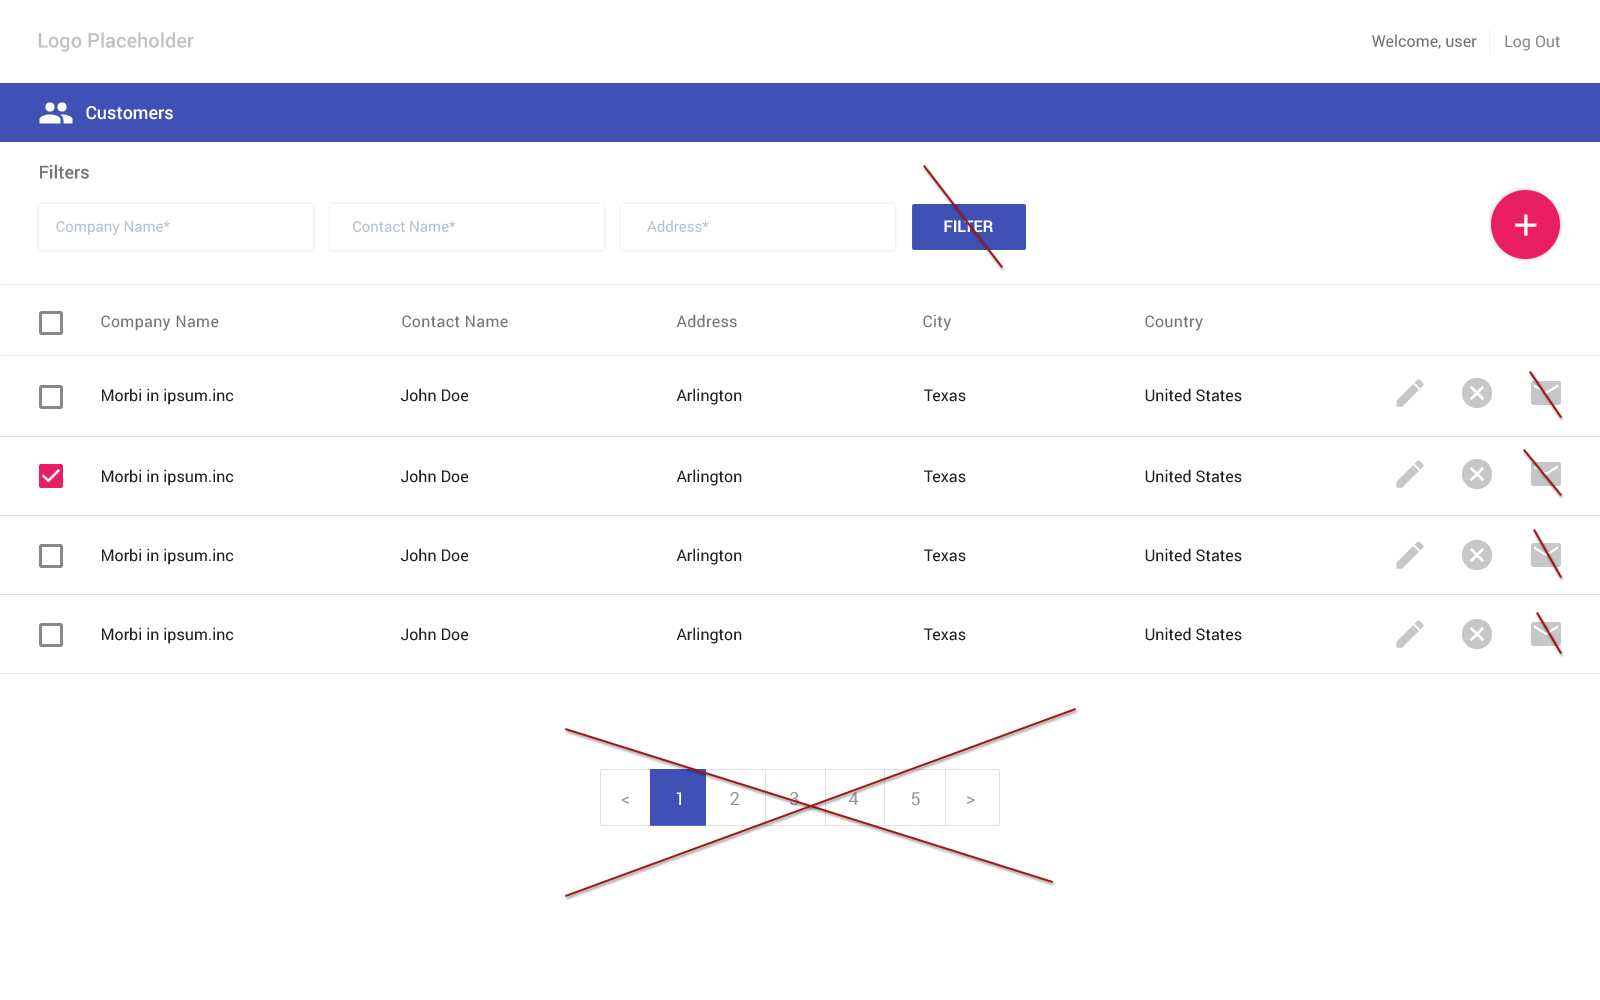 Logo Placeholder
Welcome, user
Log Out
Customers
Filters
Company Name*
Contact Name*
Address*
FILTER
Company Name Contact Name Address City Country
Morbi in ipsum.inc John Doe Arlington Texas United States
Morbi in ipsum.inc John Doe Arlington Texas United States
Morbi in ipsum.inc John Doe Arlington Texas United States
Morbi in ipsum.inc John Doe Arlington Texas United States
< 1 2 3 4 5 >